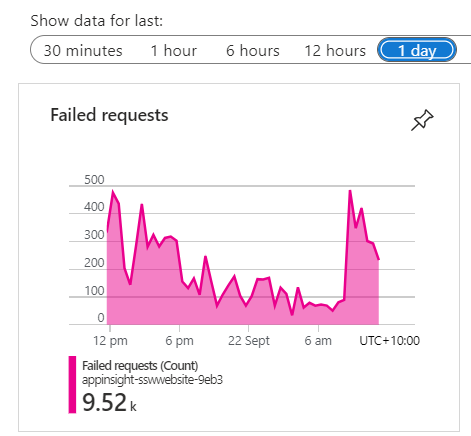 Show data for last:
30 minutes 1 hour 6 hours 12 hours 1 day
Failed requests
500
400
300
200
100
0
12 pm 6 pm 22 Sept 6 am UTC+10:00
Failed requests (Count)
appinsight-sswwebsite-9eb3
9.52 k